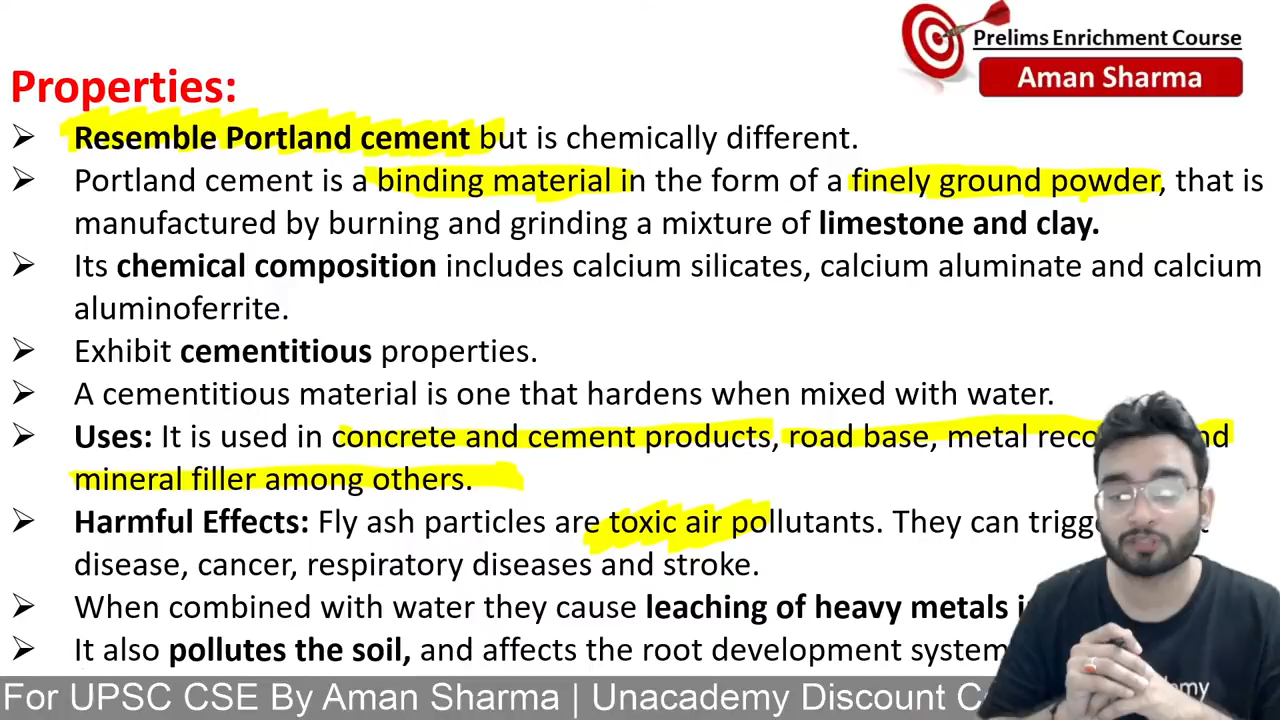 Prelims Enrichment Course
Aman Sharma
Properties:
➢ Resemble Portland cement but is chemically different.
➢ Portland cement is a binding material in the form of a finely ground powder, that is
manufactured by burning and grinding a mixture of limestone and clay.
➢ Its chemical composition includes calcium silicates, calcium aluminate and calcium
aluminoferrite.
➢ Exhibit cementitious properties.
➢ A cementitious material is one that hardens when mixed with water.
➢ Uses: It is used in concrete and cement products, road base, metal
mineral filler among others.
➢ Harmful Effects: Fly ash particles are toxic air pollutants. They can
disease, cancer, respiratory diseases and stroke.
➢ When combined with water they cause leaching of heavy metals
➢ It also pollutes the soil, and affects the root development system
For UPSC CSE By Aman Sharma | Unacademy Discount